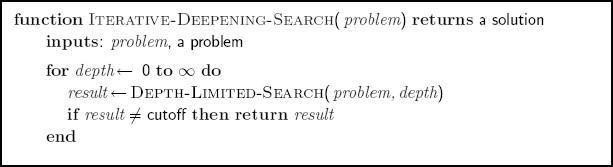 function ITERATIVE-DEEPENING-SEARCH( problem) returns a solution
inputs: problem, a problem
for depth ← 0 to ∞ do
result ← DEPTH-LIMITED-SEARCH( problem, depth)
if result ≠ cutoff then return result
end